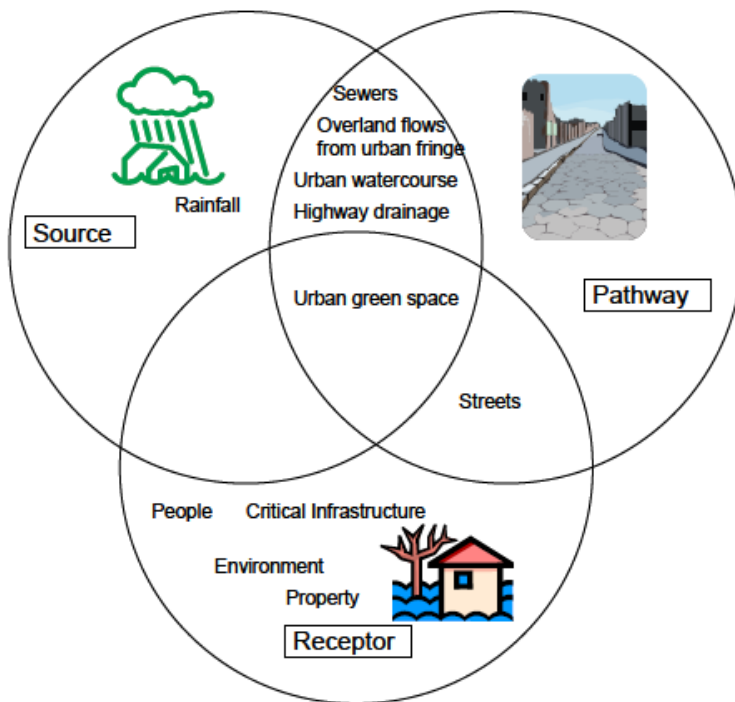 Sewers
Overland flows
from urban fringe
Urban watercourse
Rainfall
Highway drainage
Source
Urban green space
Pathway
Streets
People
Critical Infrastructure
Environment
Property
Receptor